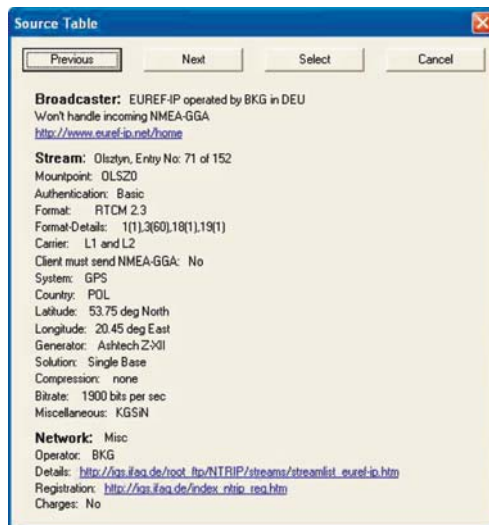 Source Table
Previous Next Select Cancel
Broadcaster: EUREF-IP operated by BKG in DEU
Won't handle incoming NMEA-GGA
http://www.euref-ip.net/home
Stream: Olsztyn, Entry No: 71 of 152
Mountpoint: OLSZ0
Authentication: Basic
Format: RTCM 2.3
Format-Details: 1(1),3(60),18(1),19(1)
Carrier: L1 and L2
Client must send NMEA-GGA: No
System: GPS
Country: POL
Latitude: 53.75 deg North
Longitude: 20.45 deg East
Generator: Ashtech Z-XII
Solution: Single Base
Compression: none
Bitrate: 1900 bits per sec
Miscellaneous: KGSiN
Network: Misc
Operator: BKG
Details: http://igs.ifag.de/root_ftp/NTRIP/streams/streamlist_euref-ip.htm
Registration: http://igs.ifag.de/index_ntrip_reg.htm
Charges: No